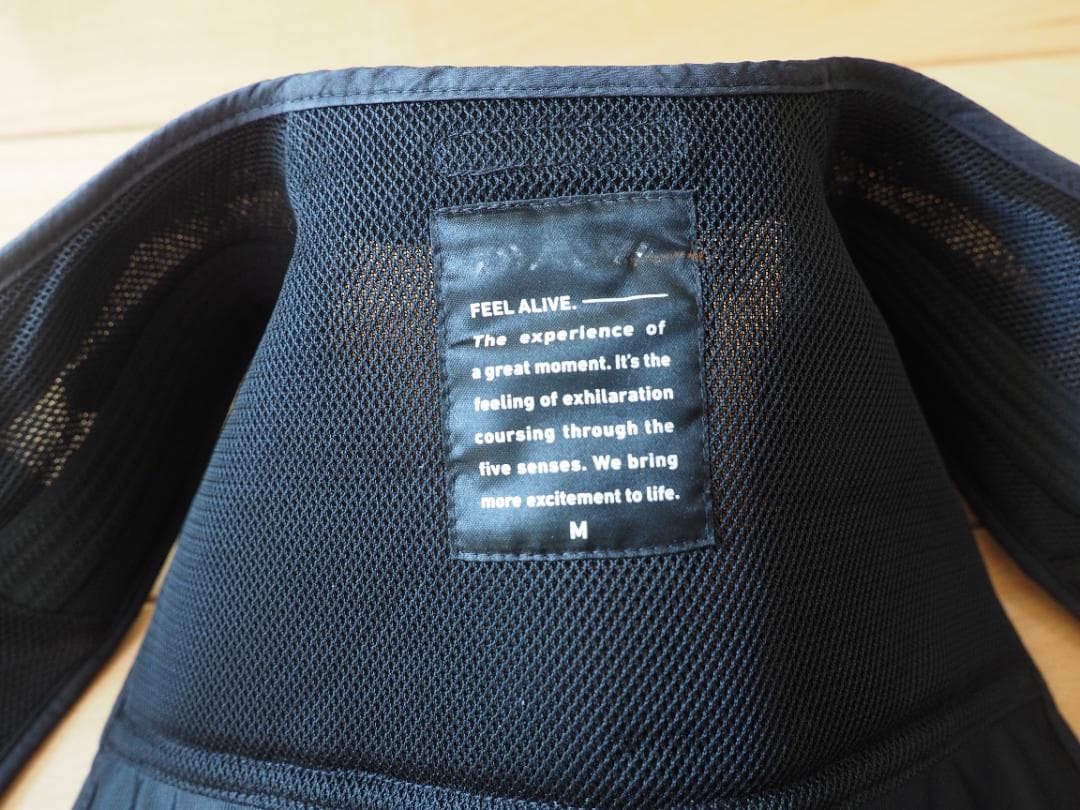 FEEL ALIVE.
The experience of
a great moment. It's the
feeling of exhilaration
coursing through the
five senses. We bring
more excitement to life.
M